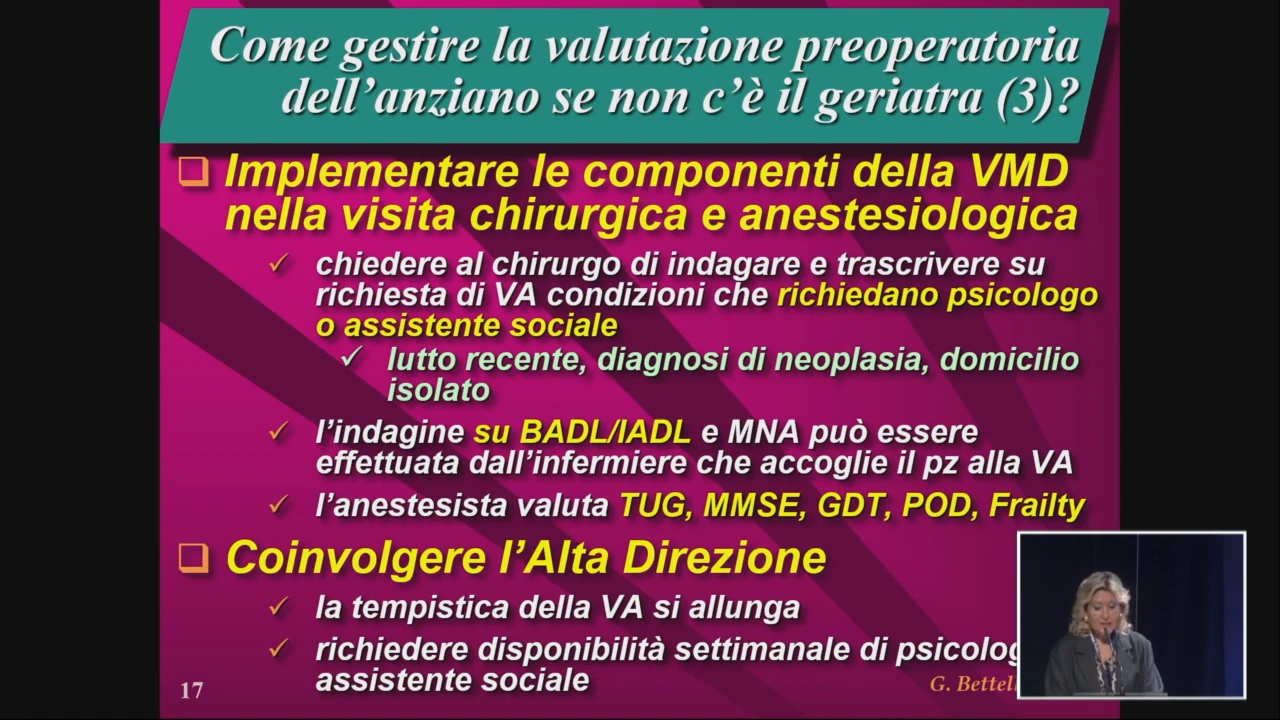 Come gestire la valutazione preoperatoria
dell'anziano se non c'è il geriatra (3)?
Implementare le componenti della VMD
nella visita chirurgica e anestesiologica
chiedere al chirurgo di indagare e trascrivere su
richiesta di VA condizioni che richiedano psicologo
o assistente sociale
lutto recente, diagnosi di neoplasia, domicilio
isolato
l'indagine su BADL/IADL e MNA può essere
effettuata dall'infermiere che accoglie il pz alla VA
l'anestesista valuta TUG, MMSE, GDT, POD, Frailty
Coinvolgere l'Alta Direzione
la tempistica della VA si allunga
richiedere disponibilità settimanale di
assistente sociale
17
G.